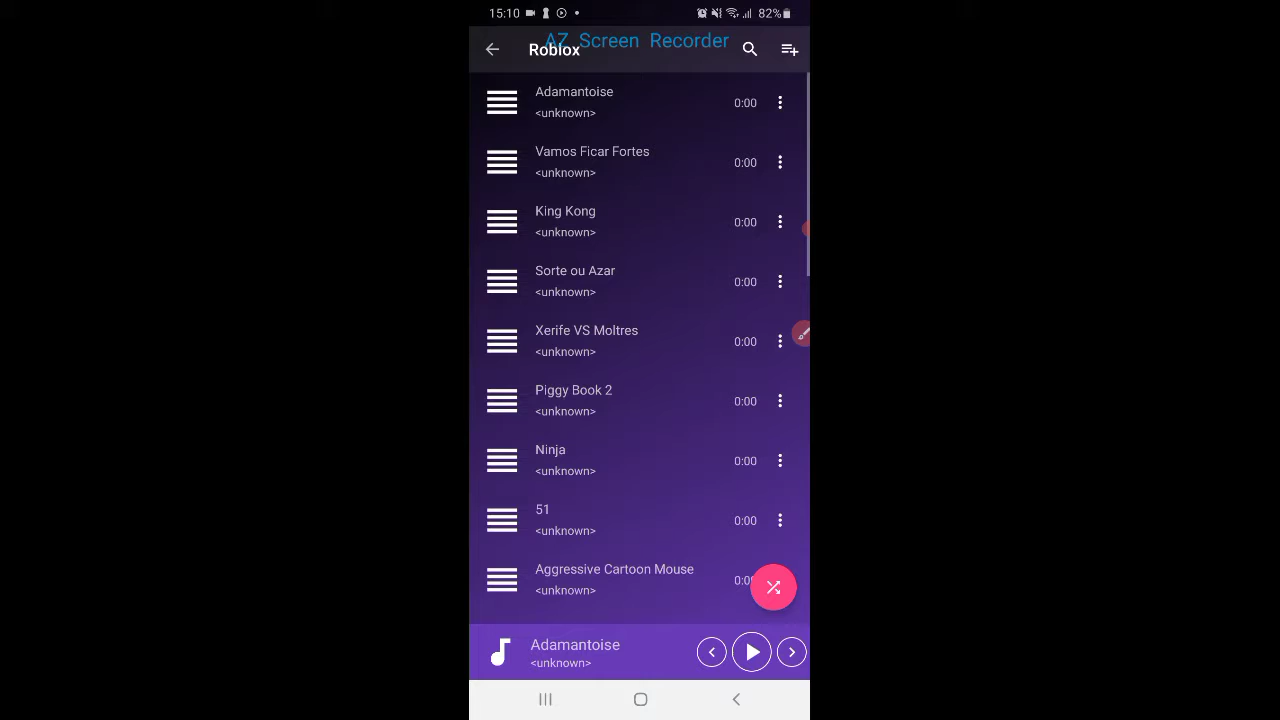 15:10 82%
AZ Screen Recorder
Roblox
Adamantoise
<unknown>
0:00
Vamos Ficar Fortes
<unknown>
0:00
King Kong
<unknown>
0:00
Sorte ou Azar
<unknown>
0:00
Xerife VS Moltres
<unknown>
0:00
Piggy Book 2
<unknown>
0:00
Ninja
<unknown>
0:00
51
<unknown>
0:00
Aggressive Cartoon Mouse
<unknown>
Adamantoise
<unknown>